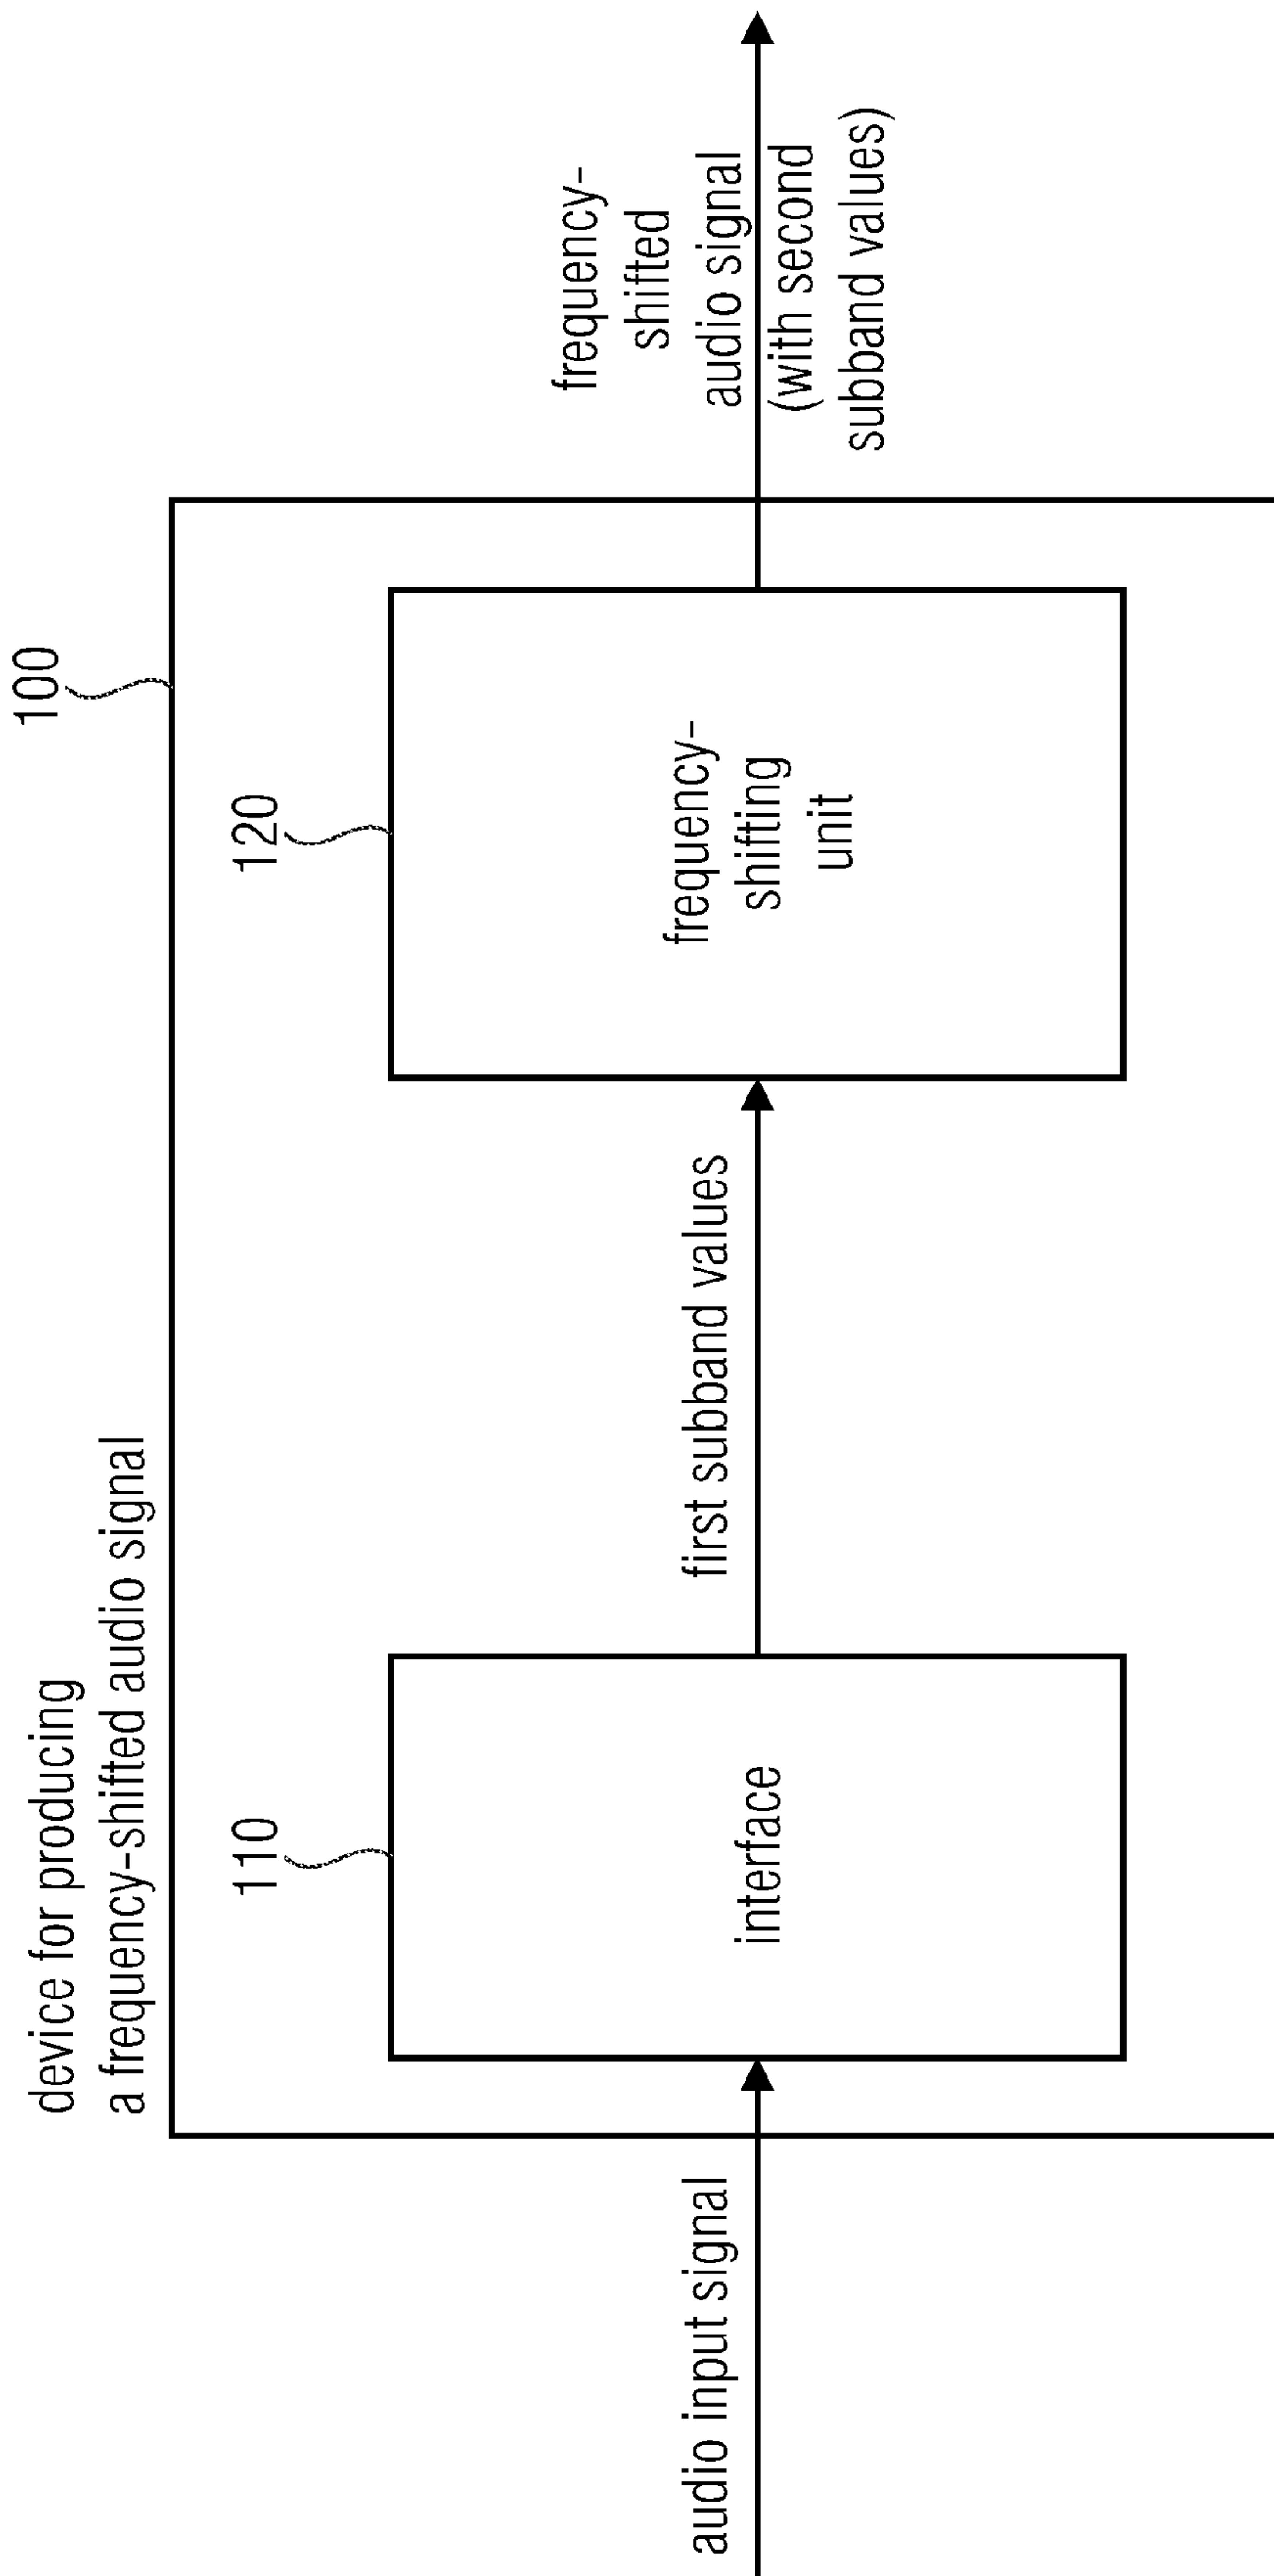 device for producing
a frequency-shifted audio signal
100
110
120
audio input signal
interface
first subband values
frequency-
shifting
unit
frequency-
shifted
audio signal
(with second
subband values)